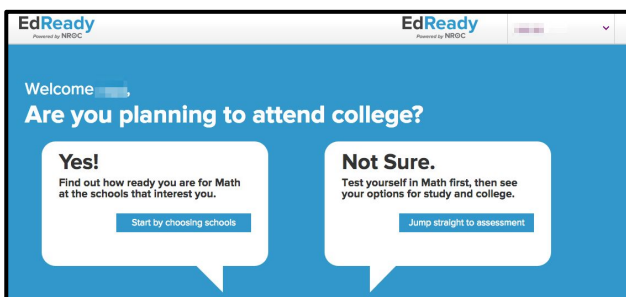 EdReady
Powered by NROC
EdReady
Powered by NROC
Welcome ,
Are you planning to attend college?
Yes!
Find out how ready you are for Math
at the schools that interest you.
Start by choosing schools
Not Sure.
Test yourself in Math first, then see
your options for study and college.
Jump straight to assessment